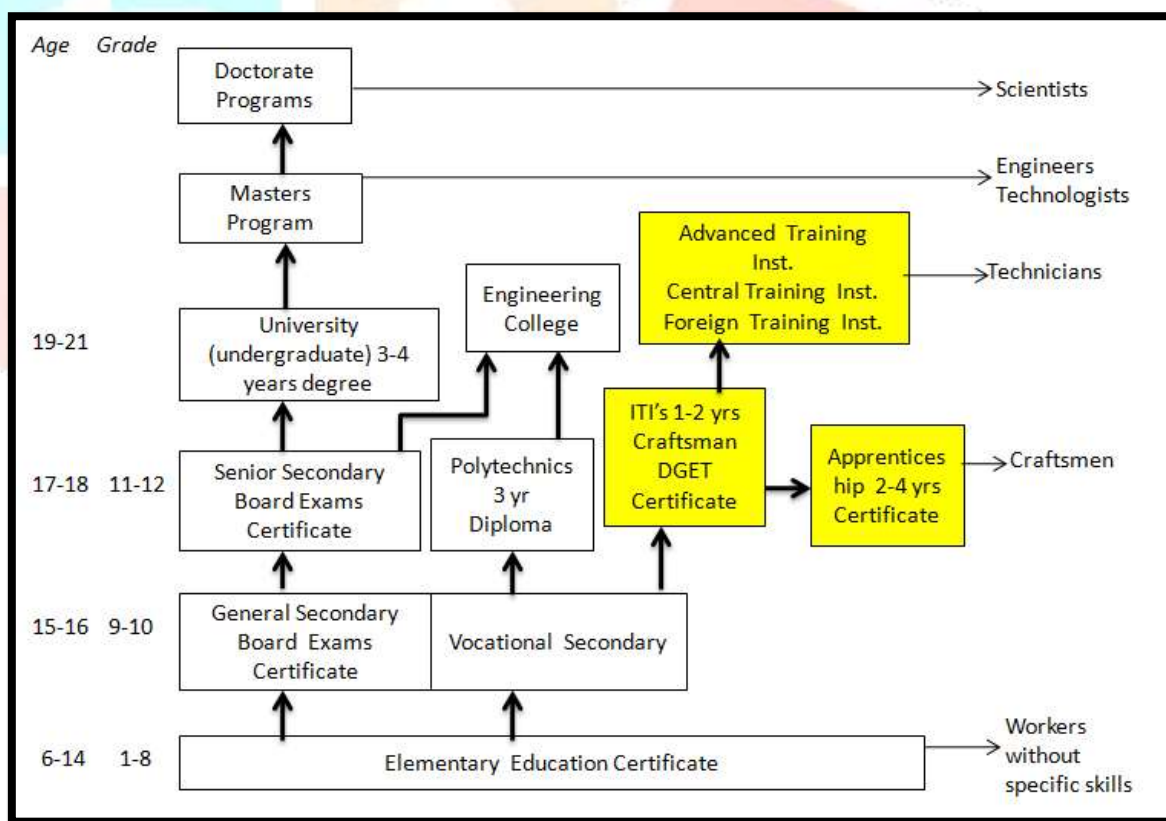 Age Grade
Doctorate
Programs
Scientists
Masters
Program
Engineers
Technologists
Advanced Training
Inst.
Central Training Inst.
Foreign Training Inst.
Technicians
Engineering
College
19-21
University
(undergraduate) 3-4
years degree
17-18 11-12
Senior Secondary
Board Exams
Certificate
Polytechnics
3 yr
Diploma
ITI's 1-2 yrs
Craftsman
DGET
Certificate
Apprentices
hip 2-4 yrs
Certificate
Craftsmen
15-16 9-10
General Secondary
Board Exams
Certificate
Vocational Secondary
6-14 1-8
Elementary Education Certificate
Workers
without
specific skills